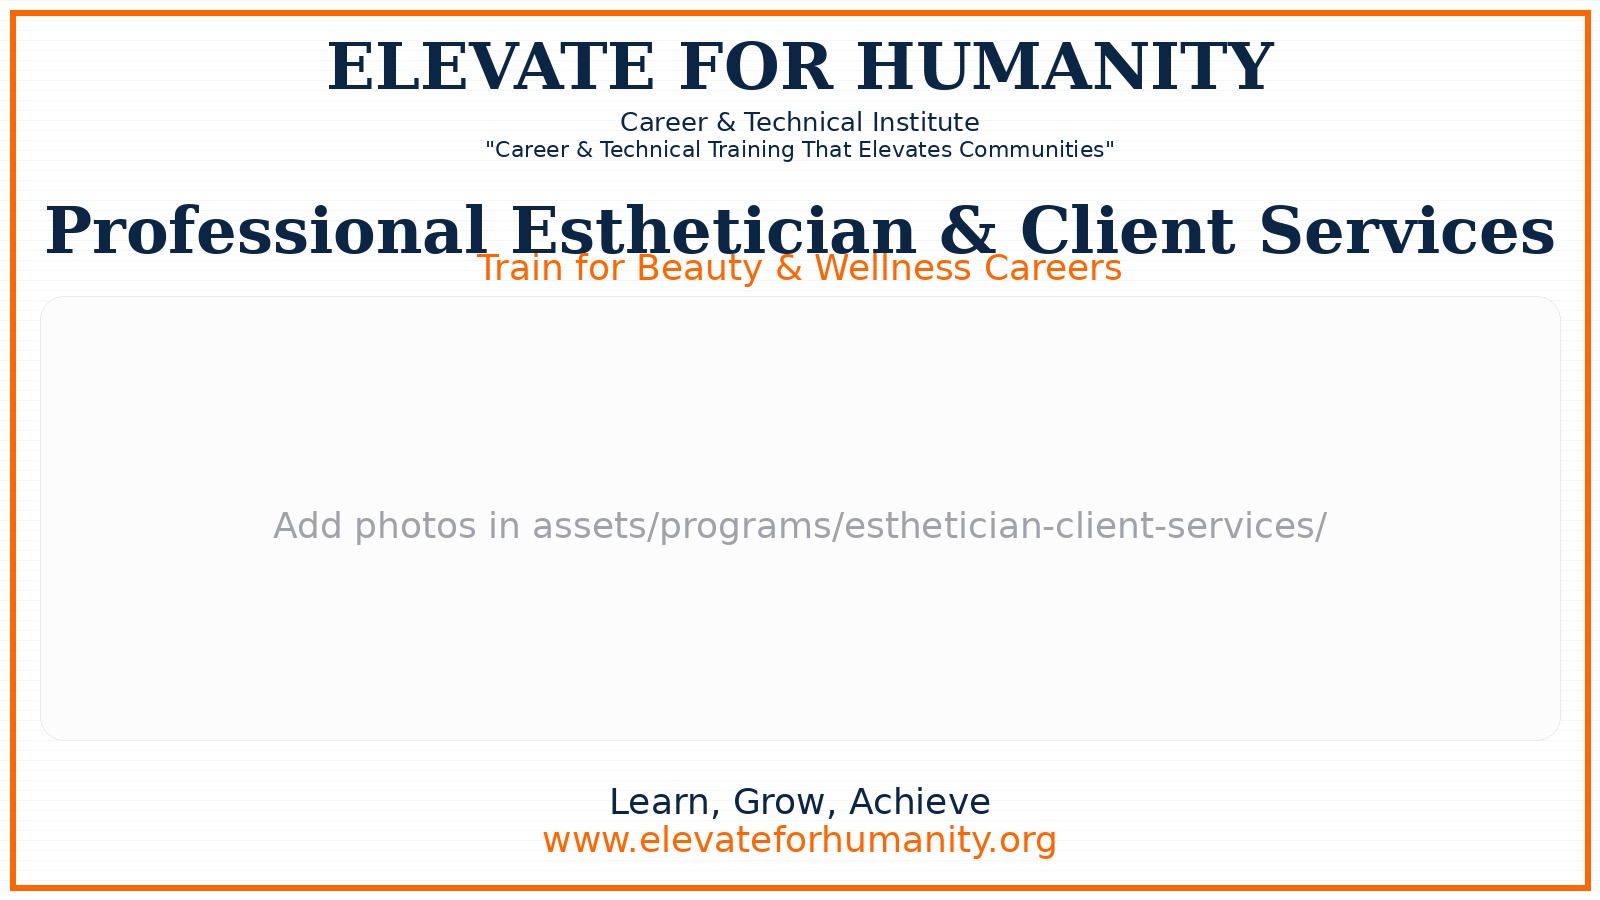 ELEVATE FOR HUMANITY
Career & Technical Institute
"Career & Technical Training That Elevates Communities"
Professional Esthetician & Client Services
Train for Beauty & Wellness Careers
Add photos in assets/programs/esthetician-client-services/
Learn, Grow, Achieve
www.elevateforhumanity.org